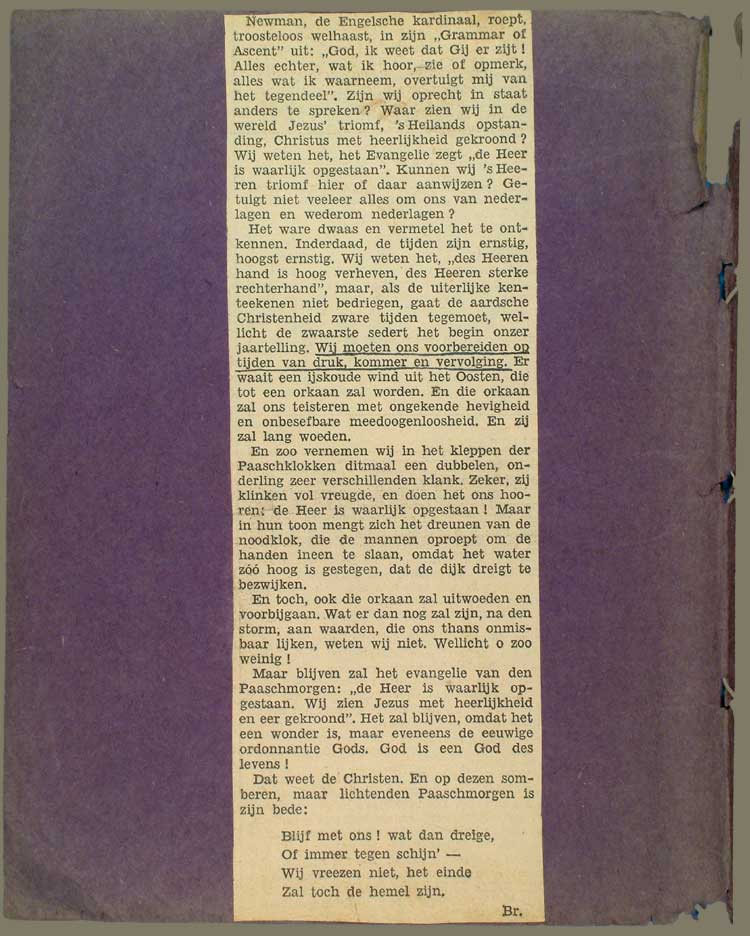 Newman, de Engelsche kardinaal, roept,
troosteloos welhaast, in zijn „Grammar of
Ascent” uit: „God, ik weet dat Gij er zijt !
Alles echter, wat ik hoor, zie of opmerk,
alles wat ik waarneem, overtuigt mij van
het tegendeel”. Zijn wij oprecht in staat
anders te spreken ? Waar zien wij in de
wereld Jezus’ triomf, ’s Heilands opstan-
ding, Christus met heerlijkheid gekroond ?
Wij weten het, het Evangelie zegt „de Heer
is waarlijk opgestaan”. Kunnen wij ’s Hee-
ren triomf hier of daar aanwijzen ? Ge-
tuigt niet veeleer alles om ons van neder-
lagen en wederom nederlagen ?
Het ware dwaas en vermetel het te ont-
kennen. Inderdaad, de tijden zijn ernstig,
hoogst ernstig. Wij weten het, „des Heeren
hand is hoog verheven, des Heeren sterke
rechterhand”, maar, als de uiterlijke ken-
teekenen niet bedriegen, gaat de aardsche
Christenheid zware tijden tegemoet, wel-
licht de zwaarste sedert het begin onzer
jaartelling. Wij moeten ons voorbereiden op
tijden van druk, kommer en vervolging. Er
waait een ijskoude wind uit het Oosten, die
tot een orkaan zal worden. En die orkaan
zal ons teisteren met ongekende hevigheid
en onbesefbare meedoogenloosheid. En zij
zal lang woeden.
En zoo vernemen wij in het kleppen der
Paaschklokken ditmaal een dubbelen, on-
derling zeer verschillenden klank. Zeker, zij
klinken vol vreugde, en doen het ons hoo-
ren: de Heer is waarlijk opgestaan ! Maar
in hun toon mengt zich het dreunen van de
noodklok, die de mannen oproept om de
handen ineen te slaan, omdat het water
zóó hoog is gestegen, dat de dijk dreigt te
bezwijken.
En toch, ook die orkaan zal uitwoeden en
voorbijgaan. Wat er dan nog zal zijn, na den
storm, aan waarden, die ons thans onmis-
baar lijken, weten wij niet. Wellicht o zoo
weinig !
Maar blijven zal het evangelie van den
Paaschmorgen: „de Heer is waarlijk op-
gestaan. Wij zien Jezus met heerlijkheid
en eer gekroond”. Het zal blijven, omdat het
een wonder is, maar eveneens de eeuwige
ordonnantie Gods. God is een God des
levens !
Dat weet de Christen. En op dezen som-
beren, maar lichtenden Paaschmorgen is
zijn bede:
Blijf met ons ! wat dan dreige,
Of immer tegen schijn’ —
Wij vreezen niet, het einde
Zal toch de hemel zijn.
Br.